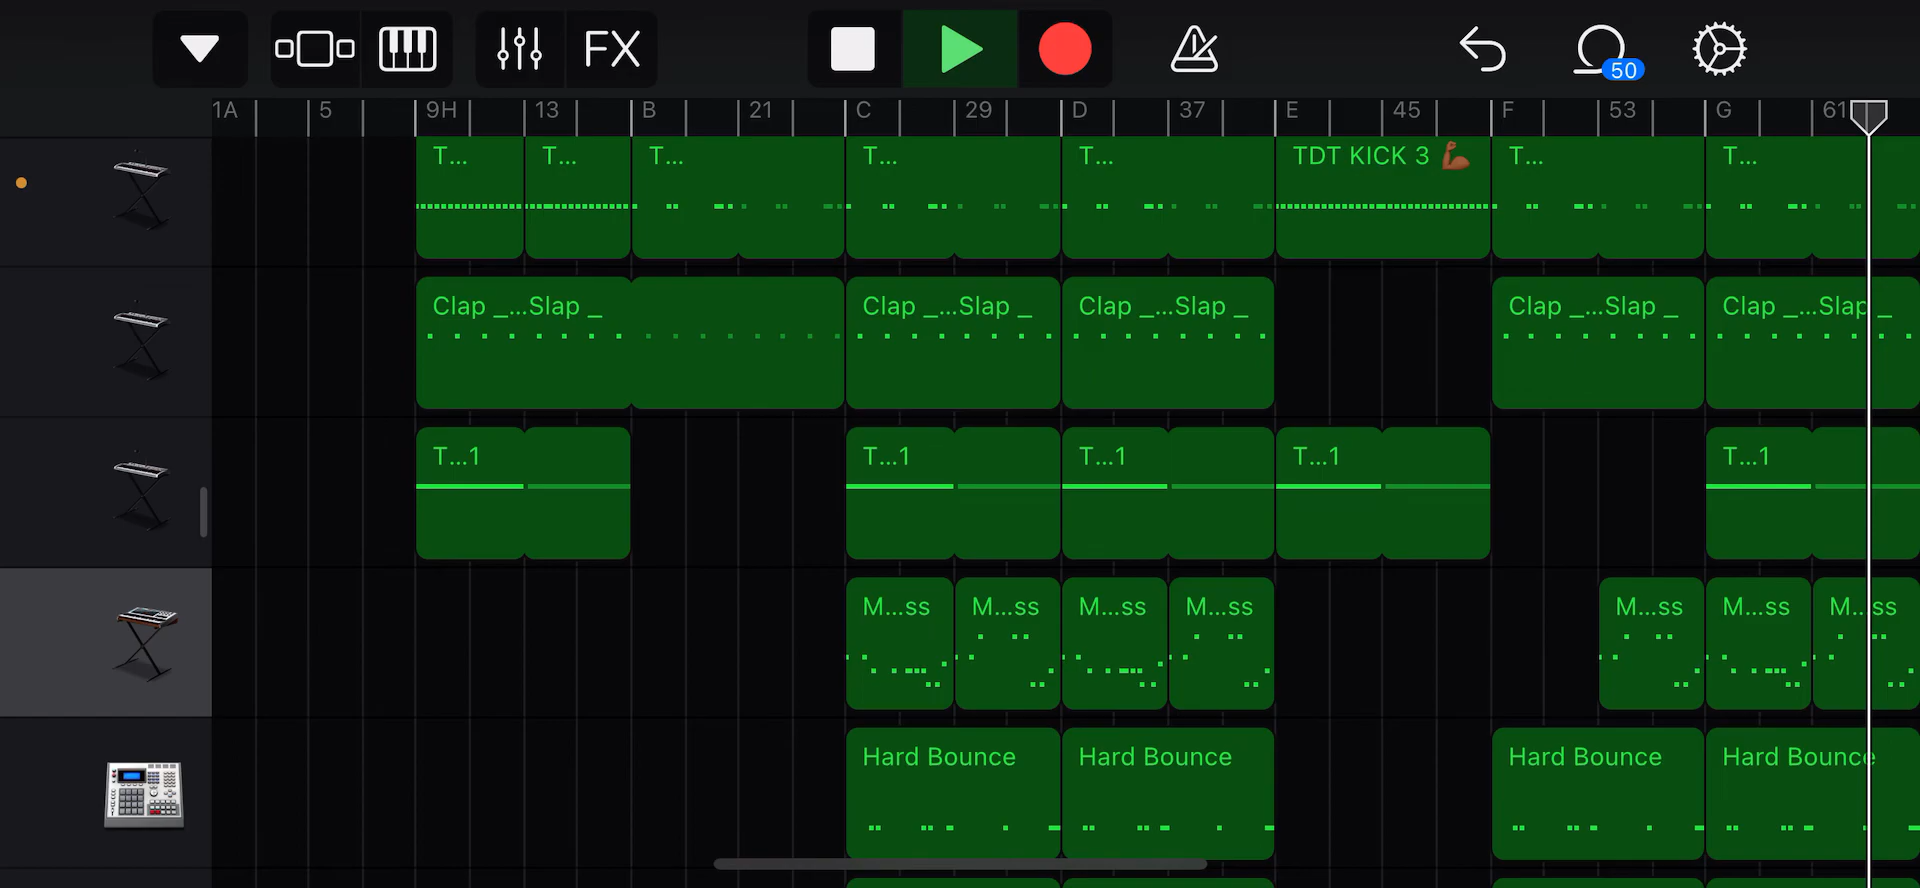 FX
50
1A 5 9H 13 B 21 C 29 D 37 E 45 F 53 G 61
T... T... T... T... T... TDT KICK 3 💪🏾 T... T...
Clap _...Slap _ Clap _...Slap _ Clap _...Slap _ Clap _...Slap _ Clap _...Slap _
T...1 T...1 T...1 T...1 T...1
M...ss M...ss M...ss M...ss M...ss M...ss M...ss
Hard Bounce Hard Bounce Hard Bounce Hard Bounce